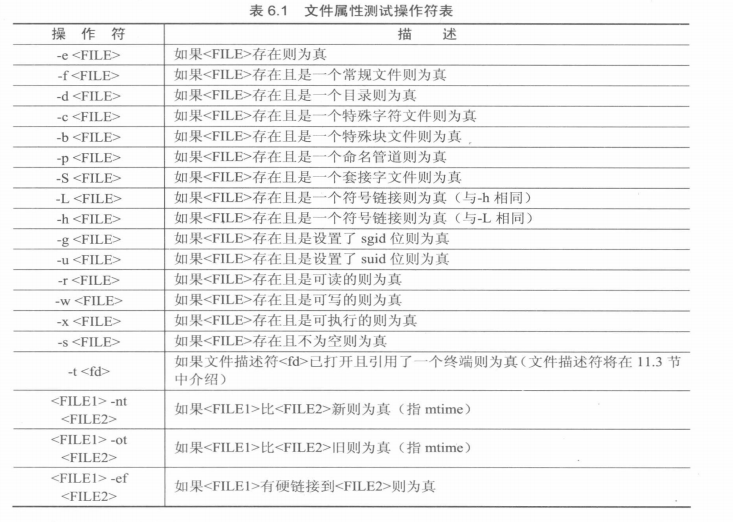 表 6.1 文件属性测试操作符表
操 作 符 描 述
-e <FILE> 如果<FILE>存在则为真
-f <FILE> 如果<FILE>存在且是一个常规文件则为真
-d <FILE> 如果<FILE>存在且是一个目录则为真
-c <FILE> 如果<FILE>存在且是一个特殊字符文件则为真
-b <FILE> 如果<FILE>存在且是一个特殊块文件则为真
-p <FILE> 如果<FILE>存在且是一个命名管道则为真
-S <FILE> 如果<FILE>存在且是一个套接字文件则为真
-L <FILE> 如果<FILE>存在且是一个符号链接则为真（与-h 相同）
-h <FILE> 如果<FILE>存在且是一个符号链接则为真（与-L 相同）
-g <FILE> 如果<FILE>存在且是设置了 sgid 位则为真
-u <FILE> 如果<FILE>存在且是设置了 suid 位则为真
-r <FILE> 如果<FILE>存在且是可读的则为真
-w <FILE> 如果<FILE>存在且是可写的则为真
-x <FILE> 如果<FILE>存在且是可执行的则为真
-s <FILE> 如果<FILE>存在且不为空则为真
-t <fd> 如果文件描述符<fd>已打开且引用了一个终端则为真（文件描述符将在 11.3 节
中介绍）
<FILE1> -nt
<FILE2>
如果<FILE1>比<FILE2>新则为真（指 mtime）
<FILE1> -ot
<FILE2>
如果<FILE1>比<FILE2>旧则为真（指 mtime）
<FILE1> -ef
<FILE2>
如果<FILE1>有硬链接到<FILE2>则为真